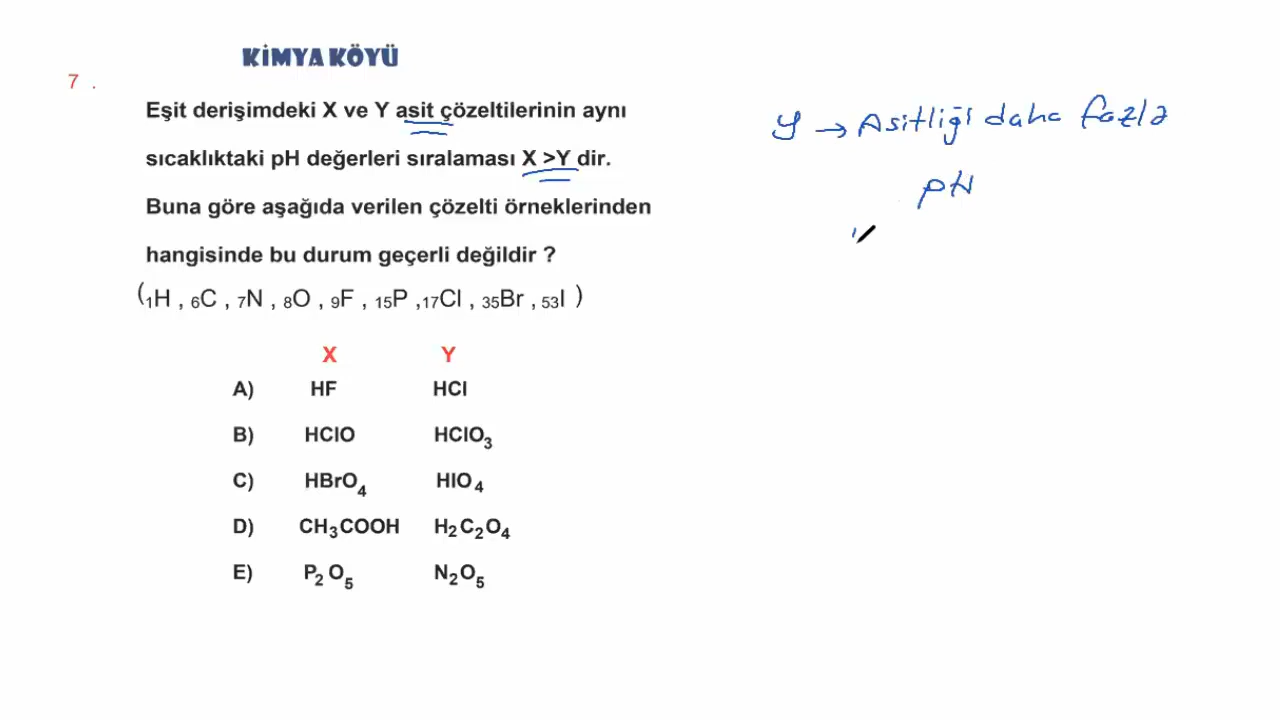 KİMYA KÖYÜ
7 .
Eşit derişimdeki X ve Y asit çözeltilerinin aynı
sıcaklıktaki pH değerleri sıralaması X >Y dir.
Buna göre aşağıda verilen çözelti örneklerinden
hangisinde bu durum geçerli değildir ?
(₁H , ₆C , ₇N , ₈O , ₉F , ₁₅P ,₁₇Cl , ₃₅Br , ₅₃I )
X Y
A) HF HCl
B) HClO HClO₃
C) HBrO₄ HIO₄
D) CH₃COOH H₂C₂O₄
E) P₂O₅ N₂O₅
y → Asitliği daha fazla
pH